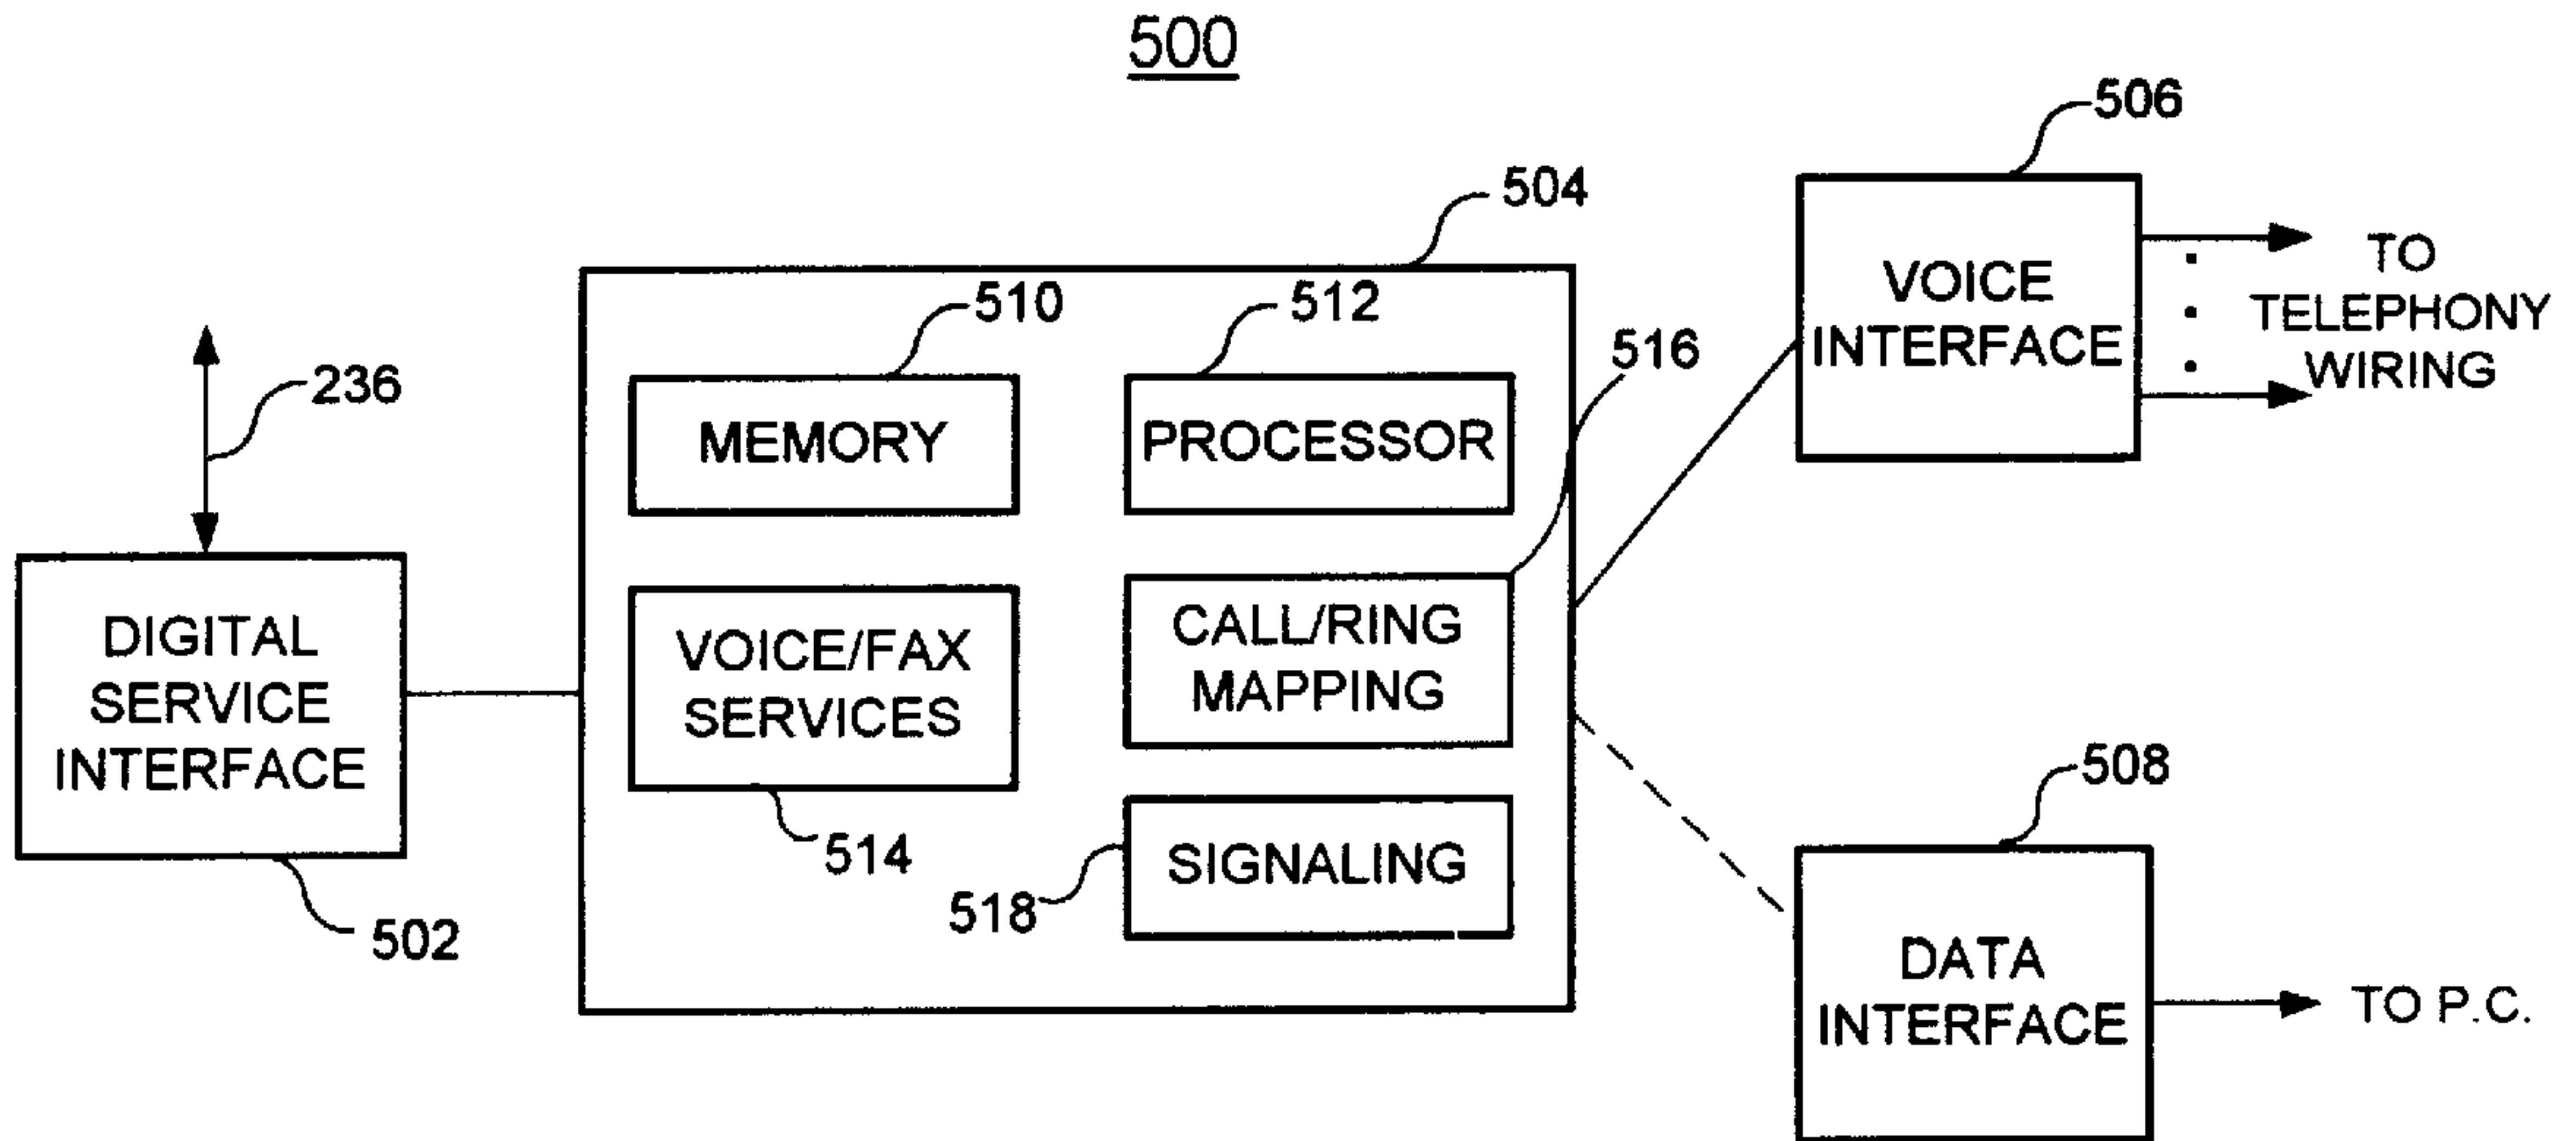 500
506
504
510
512
516
236
VOICE
INTERFACE
TO
TELEPHONY
WIRING
MEMORY
PROCESSOR
DIGITAL
SERVICE
INTERFACE
VOICE/FAX
SERVICES
CALL/RING
MAPPING
514
518
SIGNALING
502
508
DATA
INTERFACE
TO P.C.